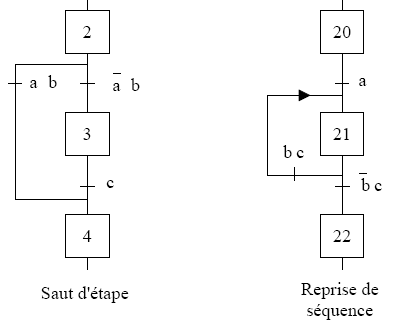 2
a b
a̅ b
3
c
4
Saut d'étape
20
a
21
b c
b̅ c
22
Reprise de
séquence